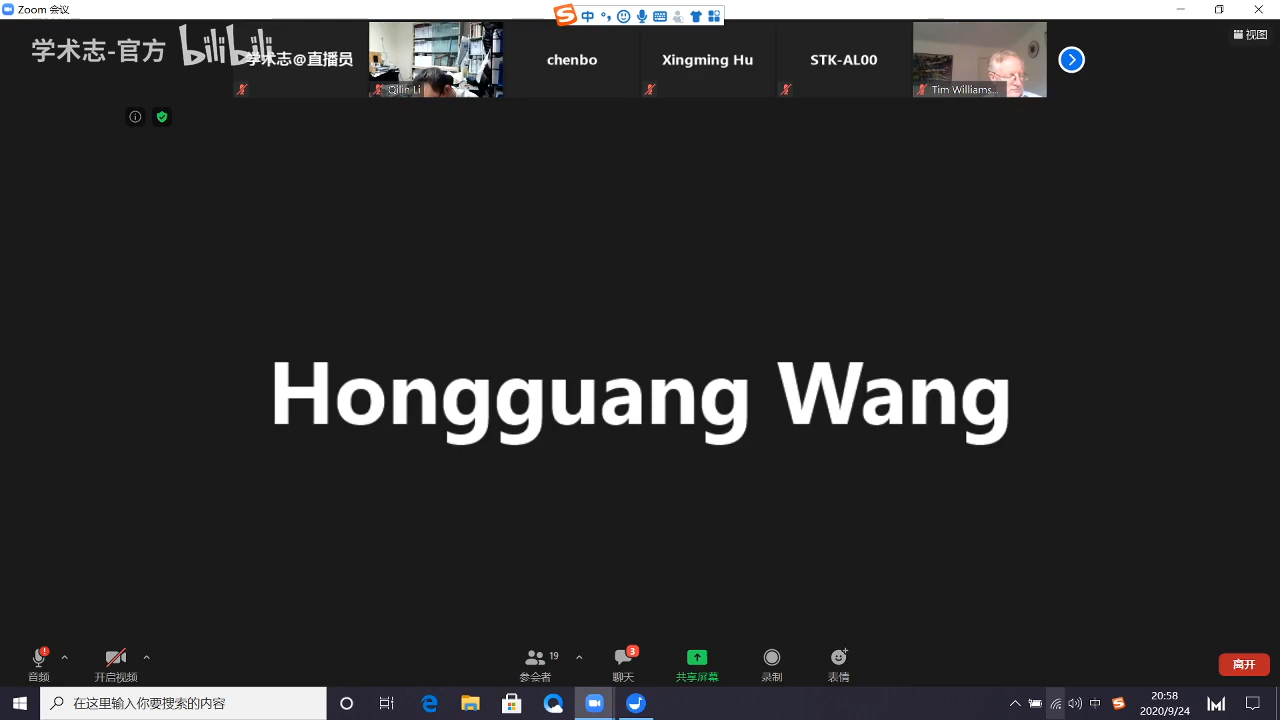 Zoom 会议
中
视图
学术志-官方 bilibili
学术志@直播员
Qilin Li
chenbo
Xingming Hu
STK-AL00
Tim Williams...
Hongguang Wang
音频
开启视频
19
参会者
3
聊天
共享屏幕
录制
表情
离开
在这里输入你要搜索的内容
中
20:58
2020/9/24